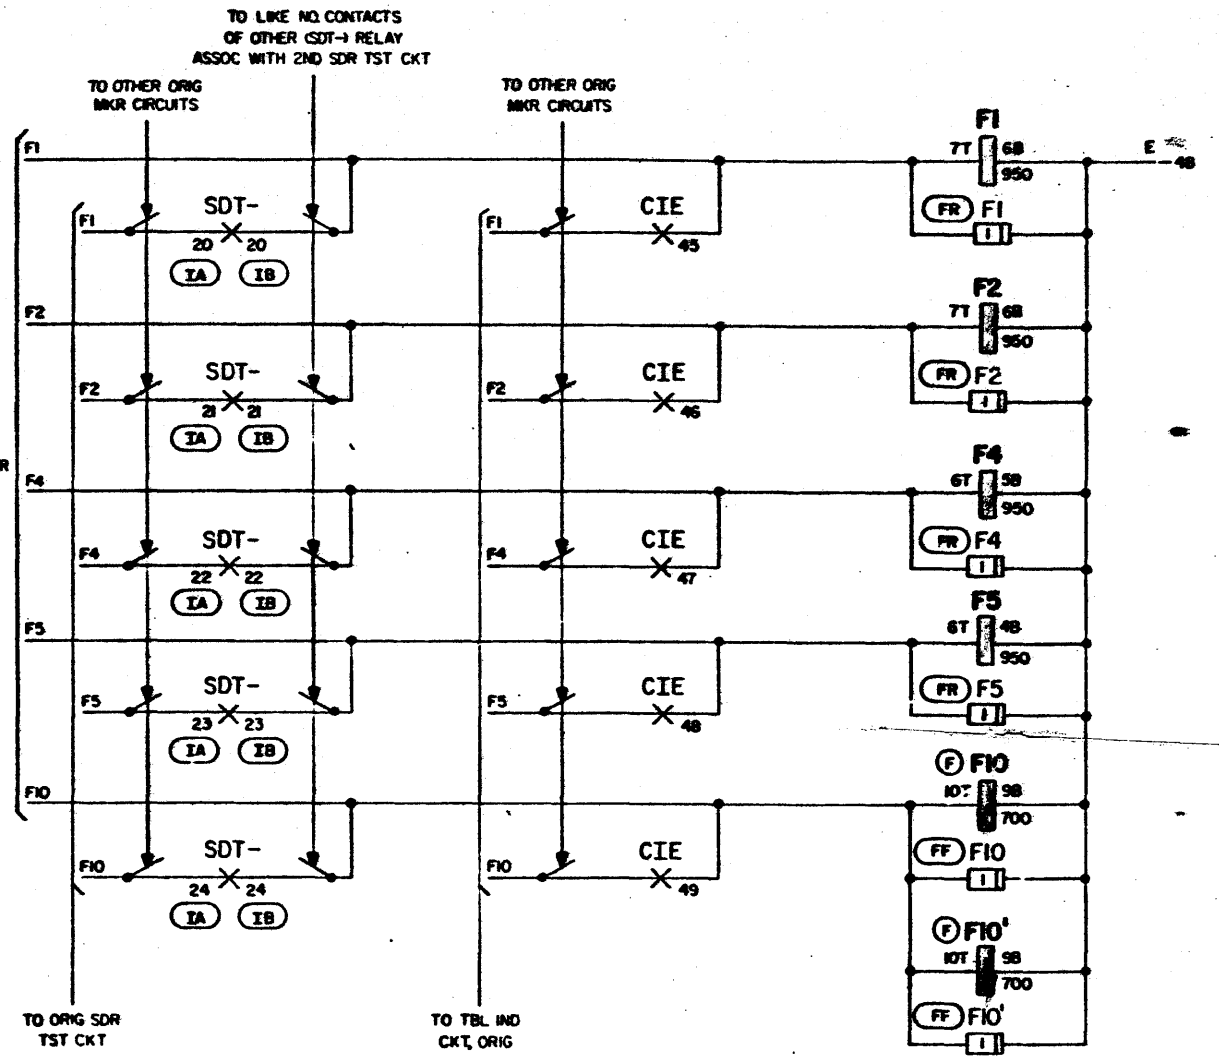 TO LIKE NO. CONTACTS
OF OTHER (SDT-) RELAY
ASSOC WITH 2ND SDR TST CKT
TO OTHER ORIG
MKR CIRCUITS
TO OTHER ORIG
MKR CIRCUITS
F1
F1
7T 6B
950
E -48
F1
SDT-
20 20
IA IB
F1
CIE
45
FR F1
F2
F2
7T 6B
950
F2
SDT-
21 21
IA IB
F2
CIE
46
FR F2
R
F4
F4
6T 5B
950
F4
SDT-
22 22
IA IB
F4
CIE
47
FR F4
F5
F5
6T 4B
950
F5
SDT-
23 23
IA IB
F5
CIE
48
FR F5
F10
F F10
10T 9B
700
F10
SDT-
24 24
IA IB
F10
CIE
49
FF F10
F F10'
10T 9B
700
FF F10'
TO ORIG SDR
TST CKT
TO TBL IND
CKT, ORIG